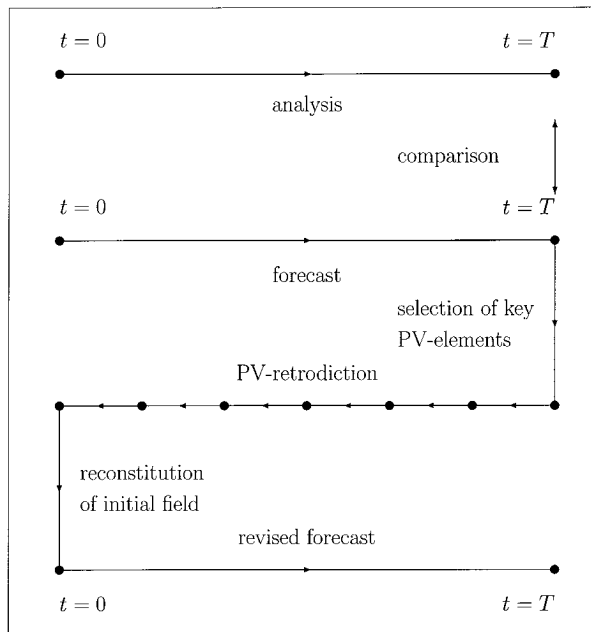 t = 0 t = T
analysis
comparison
t = 0 t = T
forecast
selection of key
PV-elements
PV-retrodiction
reconstitution
of initial field
revised forecast
t = 0 t = T